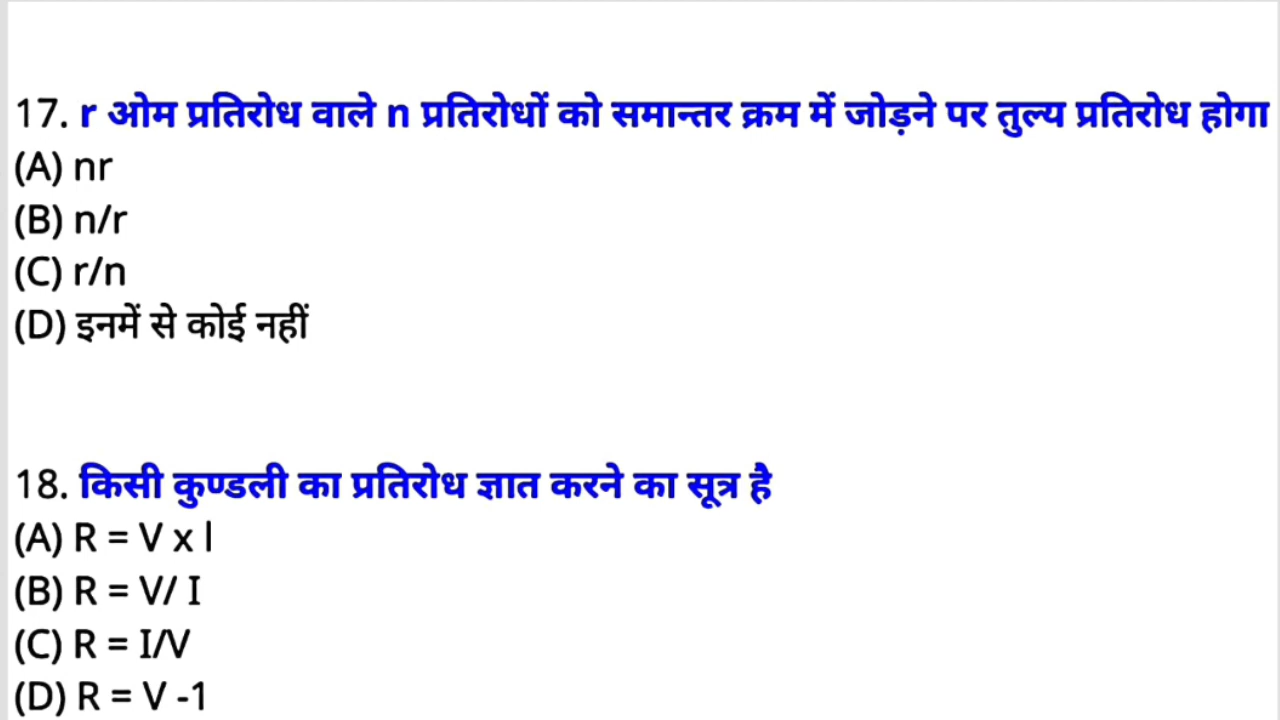 17. r ओम प्रतिरोध वाले n प्रतिरोधों को समान्तर क्रम में जोड़ने पर तुल्य प्रतिरोध होगा
(A) nr
(B) n/r
(C) r/n
(D) इनमें से कोई नहीं
18. किसी कुण्डली का प्रतिरोध ज्ञात करने का सूत्र है
(A) R = V x l
(B) R = V/ I
(C) R = I/V
(D) R = V -1